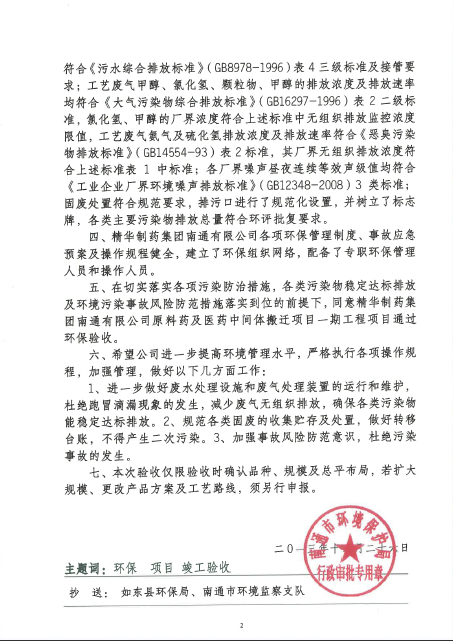 符合《污水综合排放标准》（GB8978-1996）表 4 三级标准及接管要
求；工艺废气甲醇、氯化氢、颗粒物、甲醇的排放浓度及排放速率
均符合《大气污染物综合排放标准》（GB16297-1996）表 2 二级标
准，氯化氢、甲醇的厂界浓度符合上述标准中无组织排放监控浓度
限值，工艺废气氨气及硫化氢排放浓度及排放速率符合《恶臭污染
物排放标准》（GB14554-93）表 2 标准，其厂界无组织排放浓度符
合上述标准表 1 中标准；各厂界噪声昼夜连续等效声级值均符合
《工业企业厂界环境噪声排放标准》（GB12348-2008）3 类标准；
固废处置符合规范要求，排污口进行了规范化设置，并树立了标志
牌，各类主要污染物排放总量符合环评批复要求。
四、精华制药集团南通有限公司各项环保管理制度、事故应急
预案及操作规程健全，建立了环保组织网络，配备了专职环保管理
人员和操作人员。
五、在切实落实各项污染防治措施，各类污染物稳定达标排放
及环境污染事故风险防范措施落实到位的前提下，同意精华制药集
团南通有限公司原料药及医药中间体搬迁项目一期工程项目通过
环保验收。
六、希望公司进一步提高环境管理水平，严格执行各项操作规
程，加强管理，做好以下几方面工作：
1、进一步做好废水处理设施和废气处理装置的运行和维护，
杜绝跑冒滴漏现象的发生，减少废气无组织排放，确保各类污染物
能稳定达标排放。2、规范各类固废的收集贮存及处置，做好转移
台账，不得产生二次污染。3、加强事故风险防范意识，杜绝污染
事故的发生。
七、本次验收仅限验收时确认品种、规模及总平布局，若扩大
规模、更改产品方案及工艺路线，须另行申报。
南通市环境保护局
行政审批专用章
二〇一三年十月二十六日
主题词：环保 项目 竣工验收
抄 送： 如东县环保局、南通市环境监察支队
2